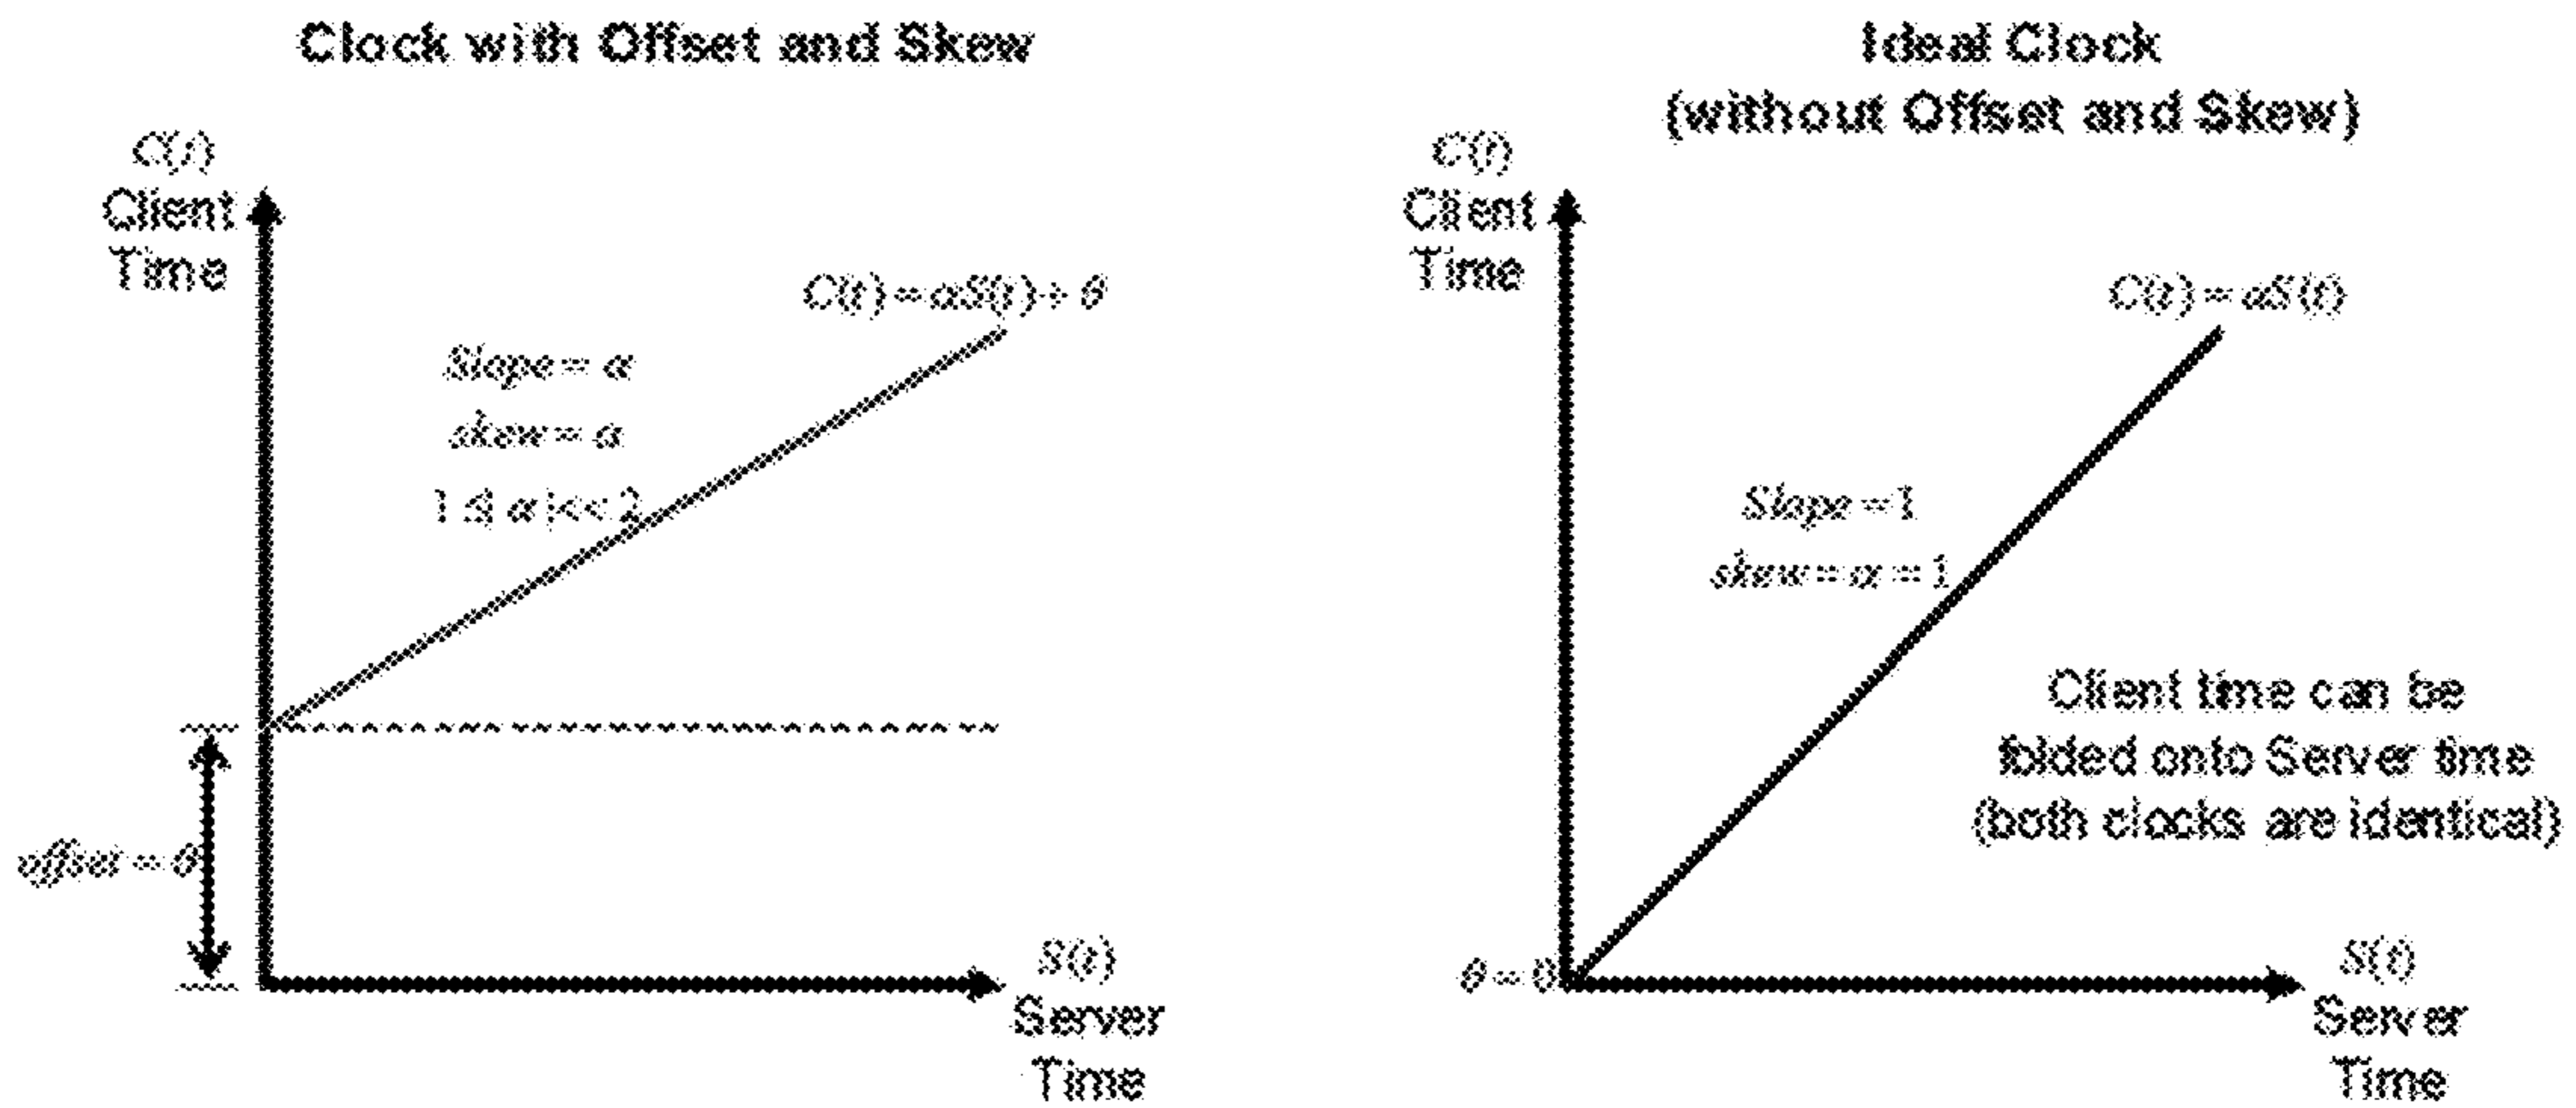 Clock with Offset and Skew
C(t)
Client
Time
C(t) = αS(t) + θ
Slope = α
skew = α
1 ≤| α |<< 2
offset = θ
S(t)
Server
Time
Ideal Clock
(without Offset and Skew)
C(t)
Client
Time
C(t) = αS(t)
Slope = 1
skew = α = 1
Client time can be
folded onto Server time
(both clocks are identical)
θ = 0
S(t)
Server
Time